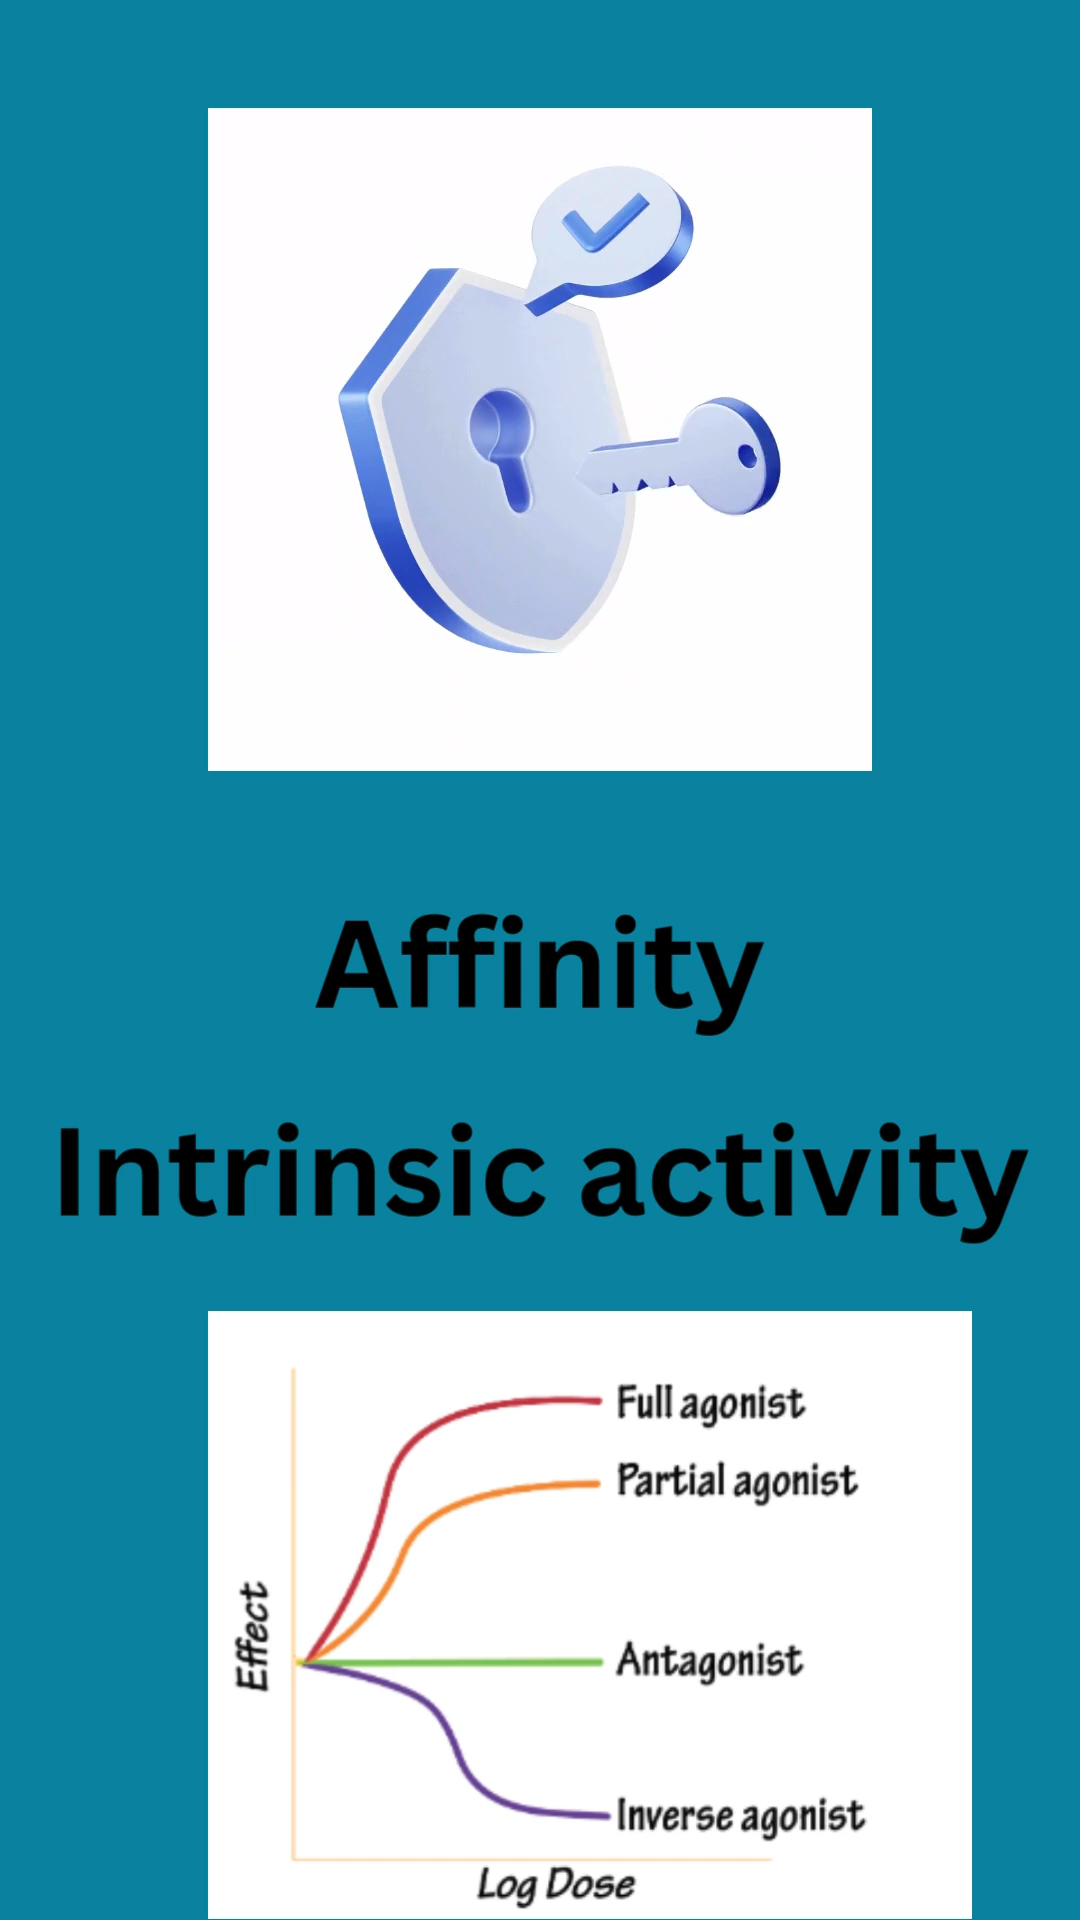 Affinity
Intrinsic activity
Full agonist
Partial agonist
Effect
Antagonist
Inverse agonist
Log Dose